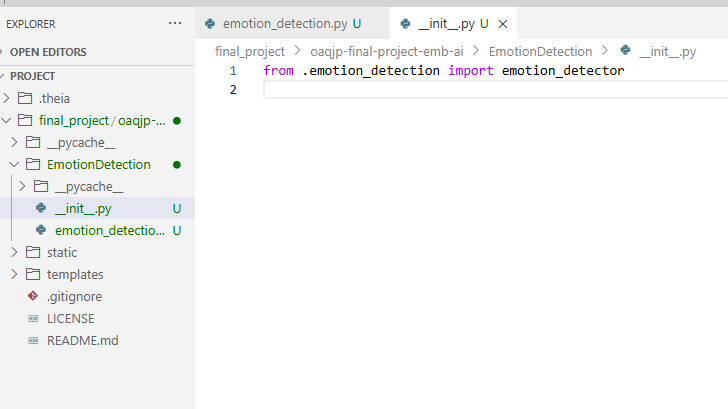 EXPLORER ...
OPEN EDITORS
PROJECT
.theia
final_project / oaqjp-...
__pycache__
EmotionDetection
__pycache__
__init__.py U
emotion_detectio... U
static
templates
.gitignore
LICENSE
README.md
emotion_detection.py U
__init__.py U ×
final_project > oaqjp-final-project-emb-ai > EmotionDetection > __init__.py
1 from .emotion_detection import emotion_detector
2